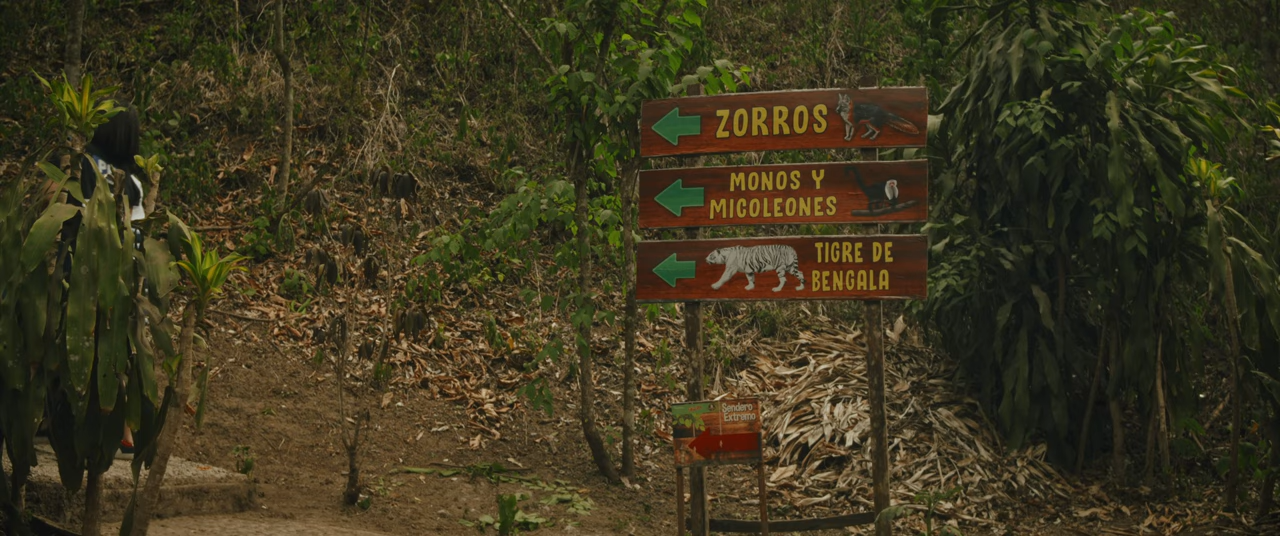 ZORROS
MONOS Y
MICOLEONES
TIGRE DE
BENGALA
Sendero
Extremo